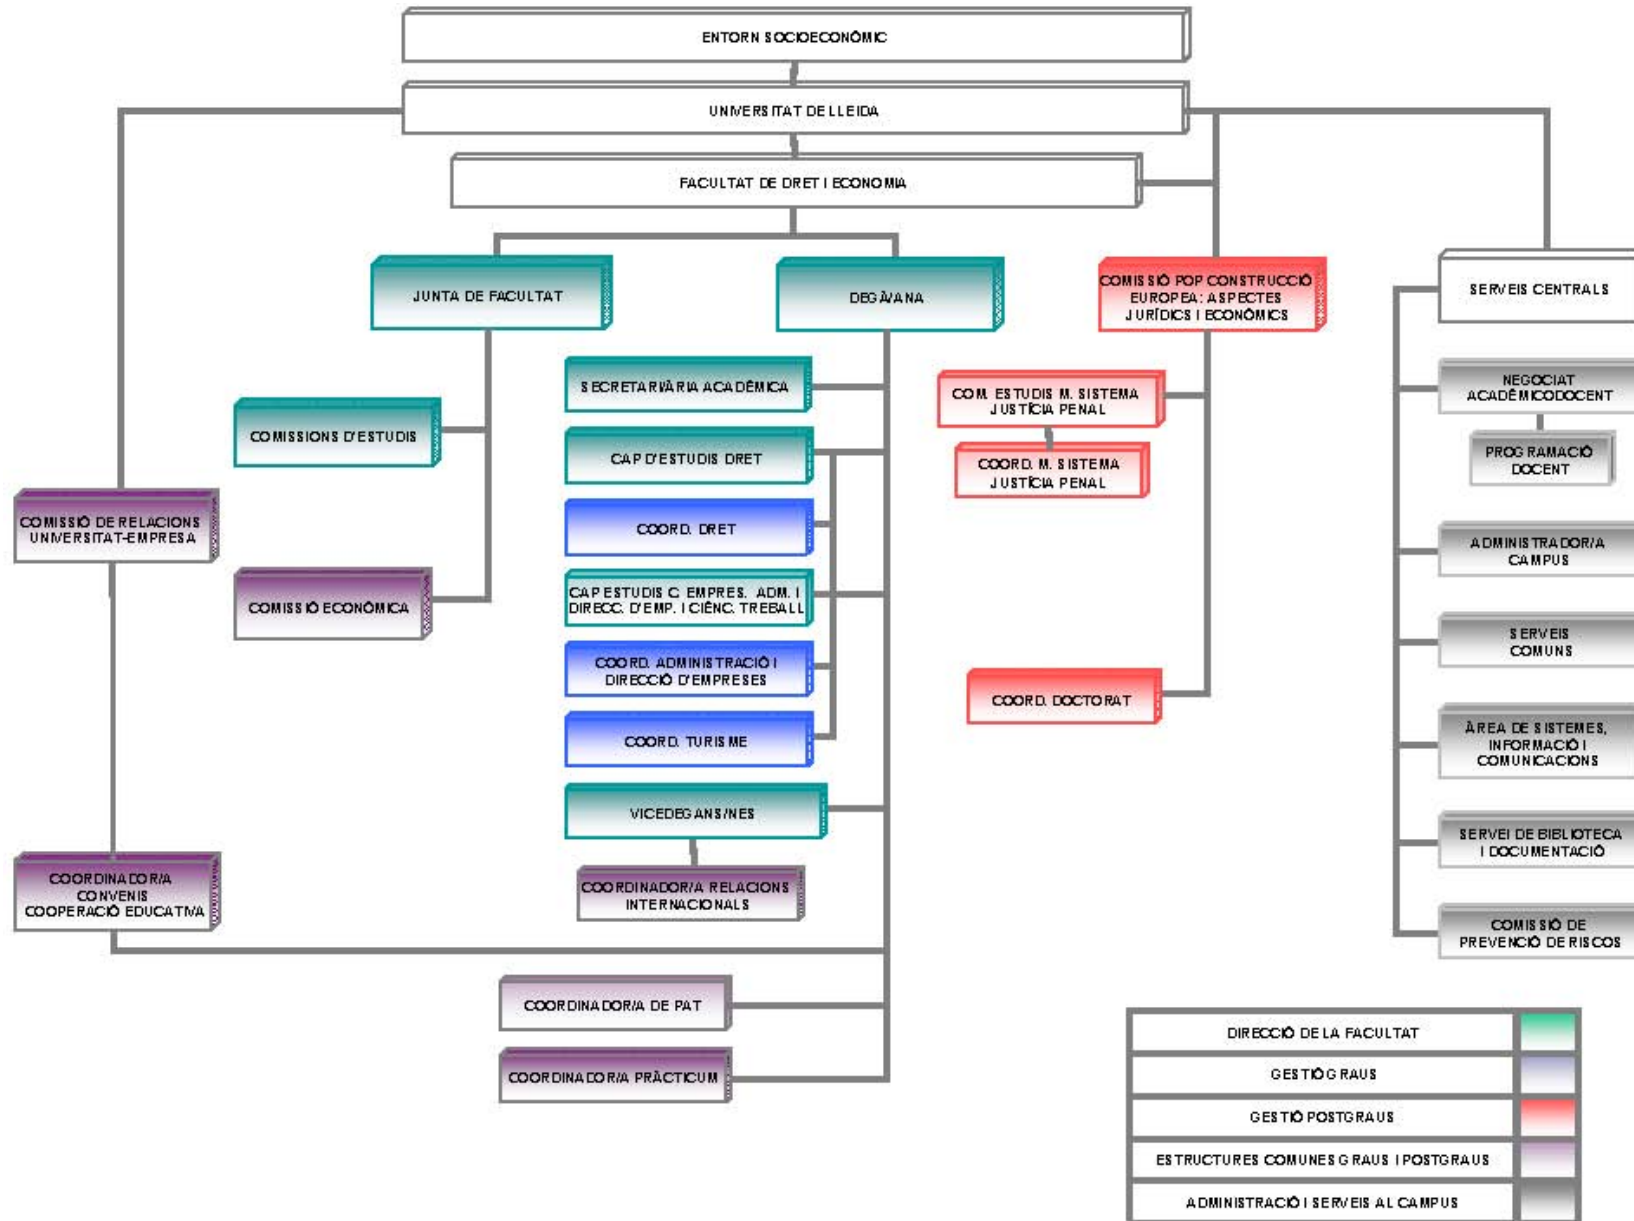 ENTORN SOCIOECONÒMIC
UNIVERSITAT DE LLEIDA
FACULTAT DE DRET I ECONOMIA
JUNTA DE FACULTAT
DEGÀ/ANA
COMISSIÓ POP CONSTRUCCIÓ
EUROPEA: ASPECTES
JURÍDICS I ECONÒMICS
SERVEIS CENTRALS
COMISSIONS D'ESTUDIS
COMISSIÓ ECONÒMICA
COMISSIÓ DE RELACIONS
UNIVERSITAT-EMPRESA
COORDINADOR/A
CONVENIS
COOPERACIÓ EDUCATIVA
SECRETARI/ÀRIA ACADÈMICA
CAP D'ESTUDIS DRET
COORD. DRET
CAP ESTUDIS C. EMPRES. ADM. I
DIRECC. D'EMP. I CIÈNC. TREBALL
COORD. ADMINISTRACIÓ I
DIRECCIÓ D'EMPRESES
COORD. TURISME
VICEDEGANS/NES
COORDINADOR/A RELACIONS
INTERNACIONALS
COORDINADOR/A DE PAT
COORDINADOR/A PRÀCTICUM
COM. ESTUDIS M. SISTEMA
JUSTÍCIA PENAL
COORD. M. SISTEMA
JUSTÍCIA PENAL
COORD. DOCTORAT
NEGOCIAT
ACADÈMICODOCENT
PROGRAMACIÓ
DOCENT
ADMINISTRADOR/A
CAMPUS
SERVEIS
COMUNS
ÀREA DE SISTEMES,
INFORMACIÓ I
COMUNICACIONS
SERVEI DE BIBLIOTECA
I DOCUMENTACIÓ
COMISSIÓ DE
PREVENCIÓ DE RISCOS
DIRECCIÓ DE LA FACULTAT
GESTIÓ GRAUS
GESTIÓ POSTGRAUS
ESTRUCTURES COMUNES GRAUS I POSTGRAUS
ADMINISTRACIÓ I SERVEIS AL CAMPUS